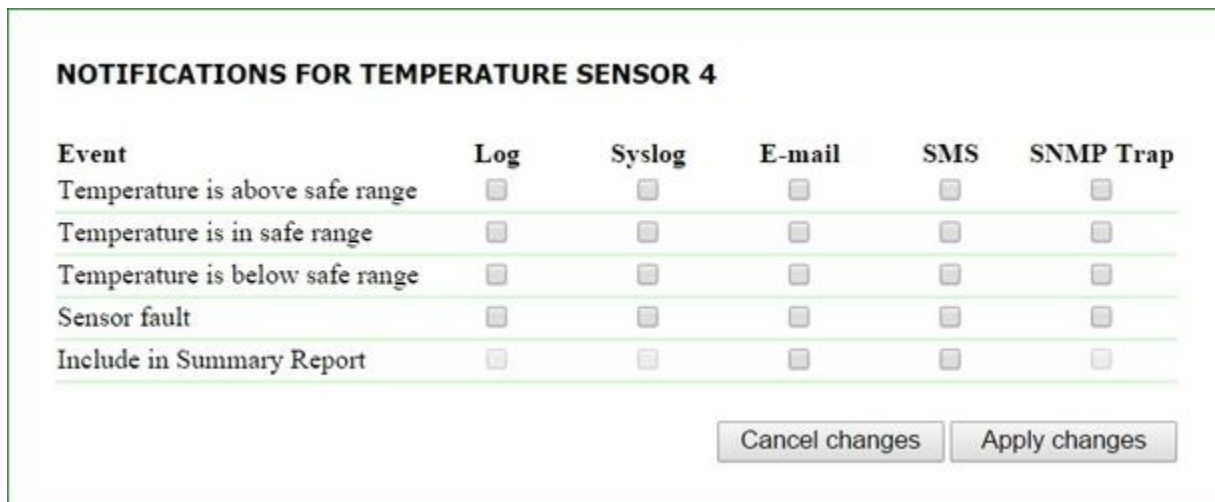 NOTIFICATIONS FOR TEMPERATURE SENSOR 4
Event Log Syslog E-mail SMS SNMP Trap
Temperature is above safe range
Temperature is in safe range
Temperature is below safe range
Sensor fault
Include in Summary Report
Cancel changes Apply changes